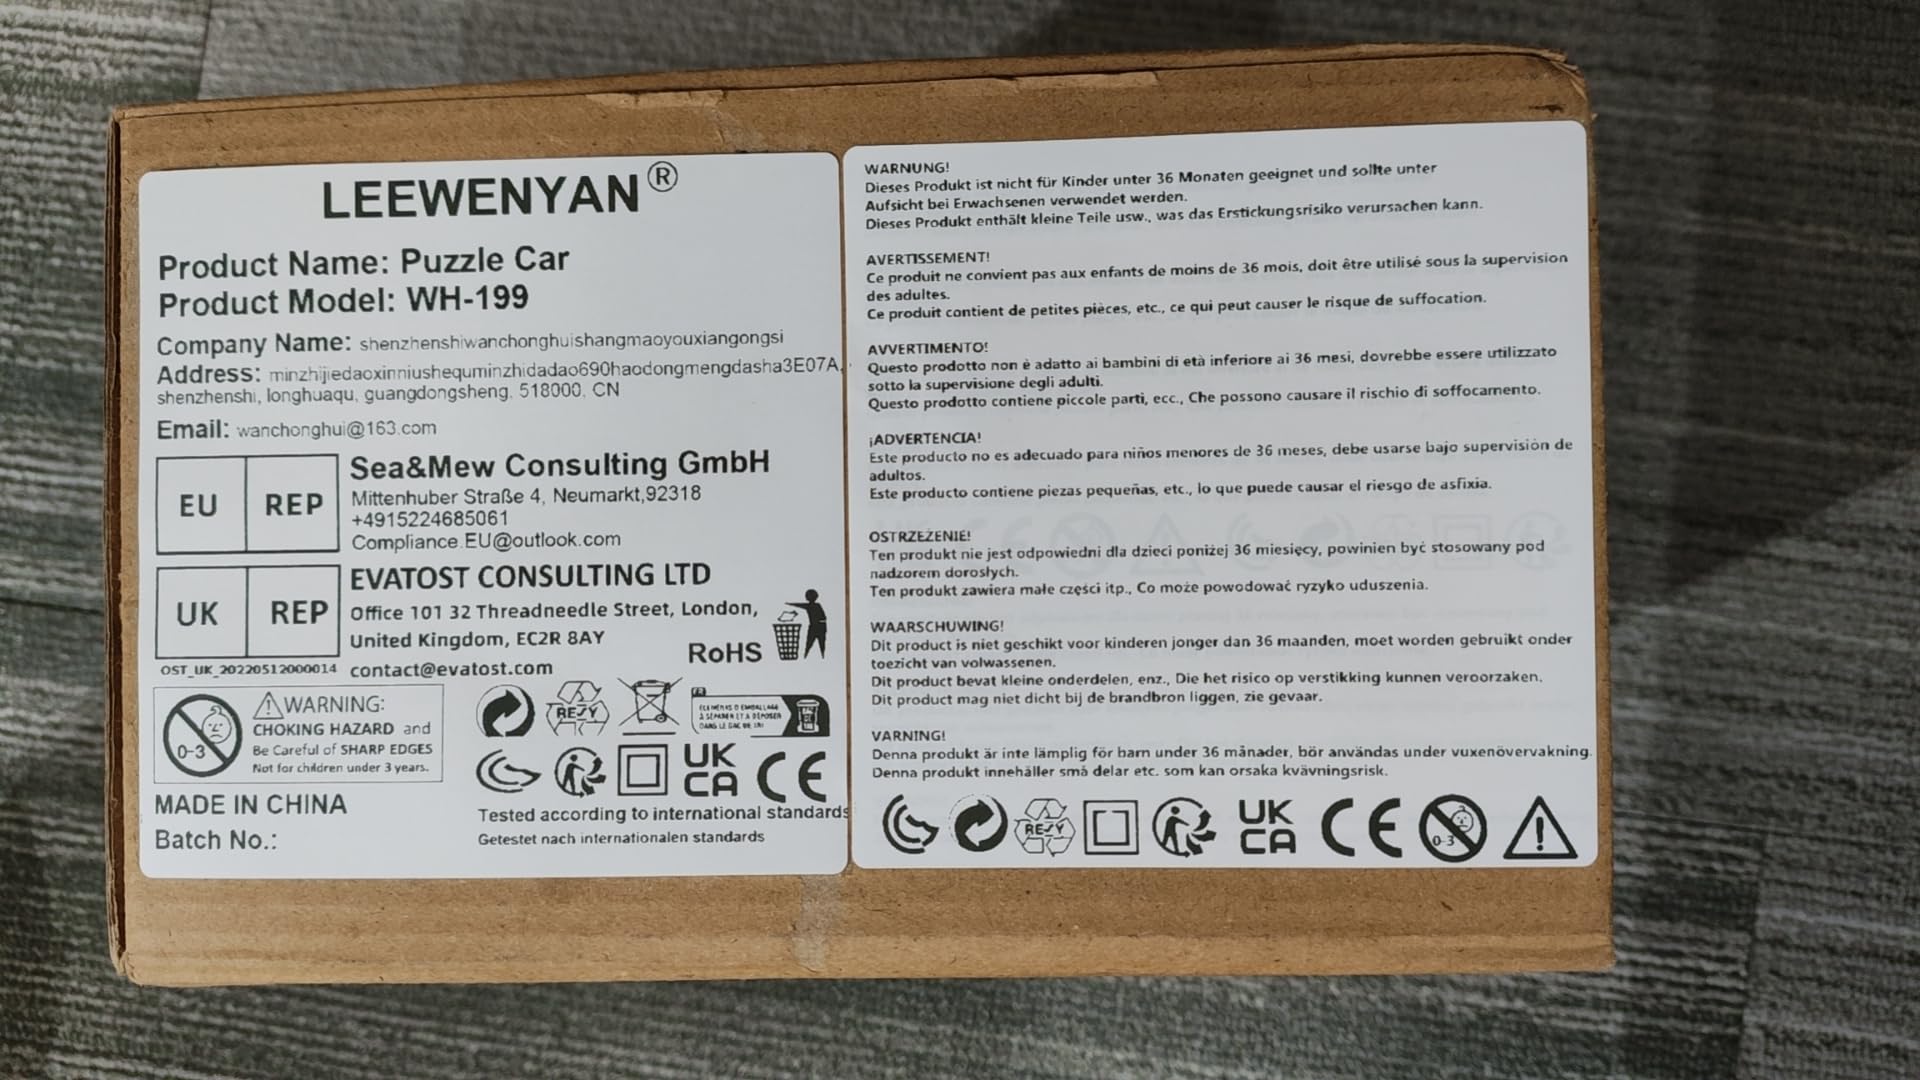 LEEWENYAN®
Product Name: Puzzle Car
Product Model: WH-199
Company Name: shenzhenshiwanchonghuishangmaoyouxiangongsi
Address: minzhijiedaoxinniushequminzhidadao690haodongmengdasha3E07A,
shenzhenshi, longhuaqu, guangdongsheng, 518000, CN
Email: wanchonghui@163.com
EU REP
Sea&Mew Consulting GmbH
Mittenhuber Straße 4, Neumarkt,92318
+4915224685061
Compliance.EU@outlook.com
UK REP
EVATOST CONSULTING LTD
Office 101 32 Threadneedle Street, London,
United Kingdom, EC2R 8AY
contact@evatost.com
OST_UK_20220512000014
RoHS
0-3
WARNING:
CHOKING HAZARD and
Be Careful of SHARP EDGES
Not for children under 3 years.
RESY
FR
ÉLÉMENTS D'EMBALLAGE
À SÉPARER ET À DÉPOSER
DANS LE BAC DE TRI
BAC
DE
TRI
UK
CA
CE
MADE IN CHINA
Batch No.:
Tested according to international standards
Getestet nach internationalen standards
WARNUNG!
Dieses Produkt ist nicht für Kinder unter 36 Monaten geeignet und sollte unter
Aufsicht bei Erwachsenen verwendet werden.
Dieses Produkt enthält kleine Teile usw., was das Erstickungsrisiko verursachen kann.
AVERTISSEMENT!
Ce produit ne convient pas aux enfants de moins de 36 mois, doit être utilisé sous la supervision
des adultes.
Ce produit contient de petites pièces, etc., ce qui peut causer le risque de suffocation.
AVVERTIMENTO!
Questo prodotto non è adatto ai bambini di età inferiore ai 36 mesi, dovrebbe essere utilizzato
sotto la supervisione degli adulti.
Questo prodotto contiene piccole parti, ecc., Che possono causare il rischio di soffocamento.
¡ADVERTENCIA!
Este producto no es adecuado para niños menores de 36 meses, debe usarse bajo supervisión de
adultos.
Este producto contiene piezas pequeñas, etc., lo que puede causar el riesgo de asfixia.
OSTRZEŻENIE!
Ten produkt nie jest odpowiedni dla dzieci poniżej 36 miesięcy, powinien być stosowany pod
nadzorem dorosłych.
Ten produkt zawiera małe części itp., Co może powodować ryzyko uduszenia.
WAARSCHUWING!
Dit product is niet geschikt voor kinderen jonger dan 36 maanden, moet worden gebruikt onder
toezicht van volwassenen.
Dit product bevat kleine onderdelen, enz., Die het risico op verstikking kunnen veroorzaken.
Dit product mag niet dicht bij de brandbron liggen, zie gevaar.
VARNING!
Denna produkt är inte lämplig för barn under 36 månader, bör användas under vuxenövervakning.
Denna produkt innehåller små delar etc. som kan orsaka kvävningsrisk.
RESY
UK
CA
CE
0-3